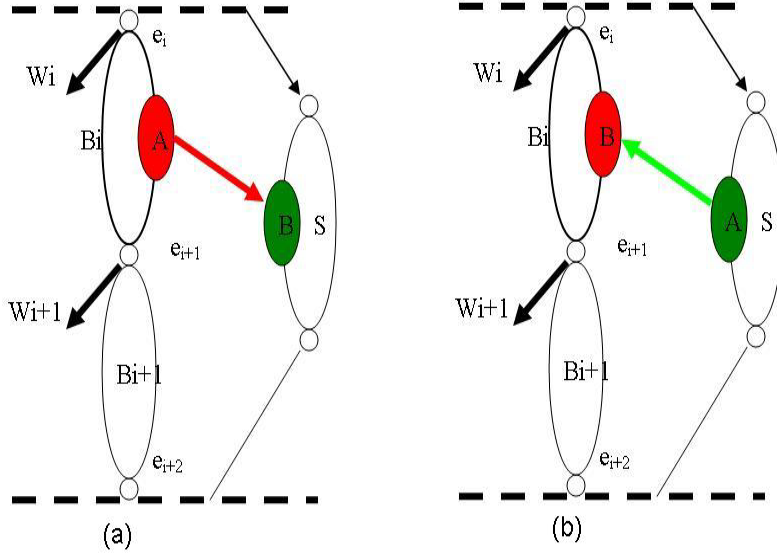 eᵢ
Wi
Bi
A
B
S
eᵢ₊₁
Wi+1
Bi+1
eᵢ₊₂
(a)
eᵢ
Wi
Bi
B
A
S
eᵢ₊₁
Wi+1
Bi+1
eᵢ₊₂
(b)